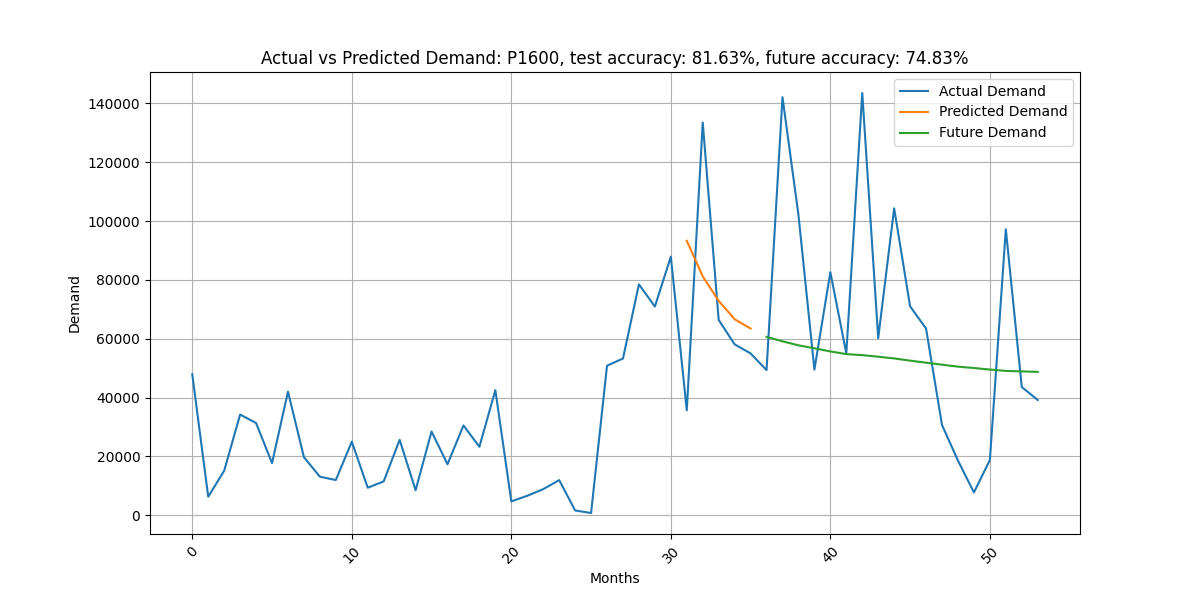 Actual vs Predicted Demand: P1600, test accuracy: 81.63%, future accuracy: 74.83%
Actual Demand
Predicted Demand
Future Demand
140000
120000
100000
80000
60000
40000
20000
0
Demand
0
10
20
30
40
50
Months